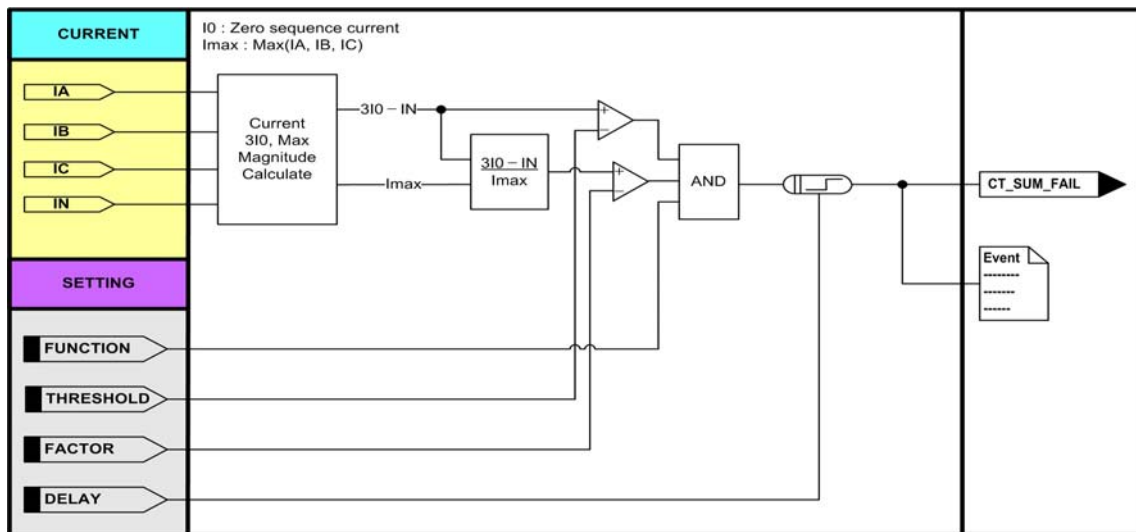 CURRENT
I0 : Zero sequence current
Imax : Max(IA, IB, IC)
IA
IB
IC
IN
Current
3I0, Max
Magnitude
Calculate
3I0 – IN
Imax
3I0 – IN
Imax
+
–
+
–
AND
CT_SUM_FAIL
Event
--------
-------
------
SETTING
FUNCTION
THRESHOLD
FACTOR
DELAY